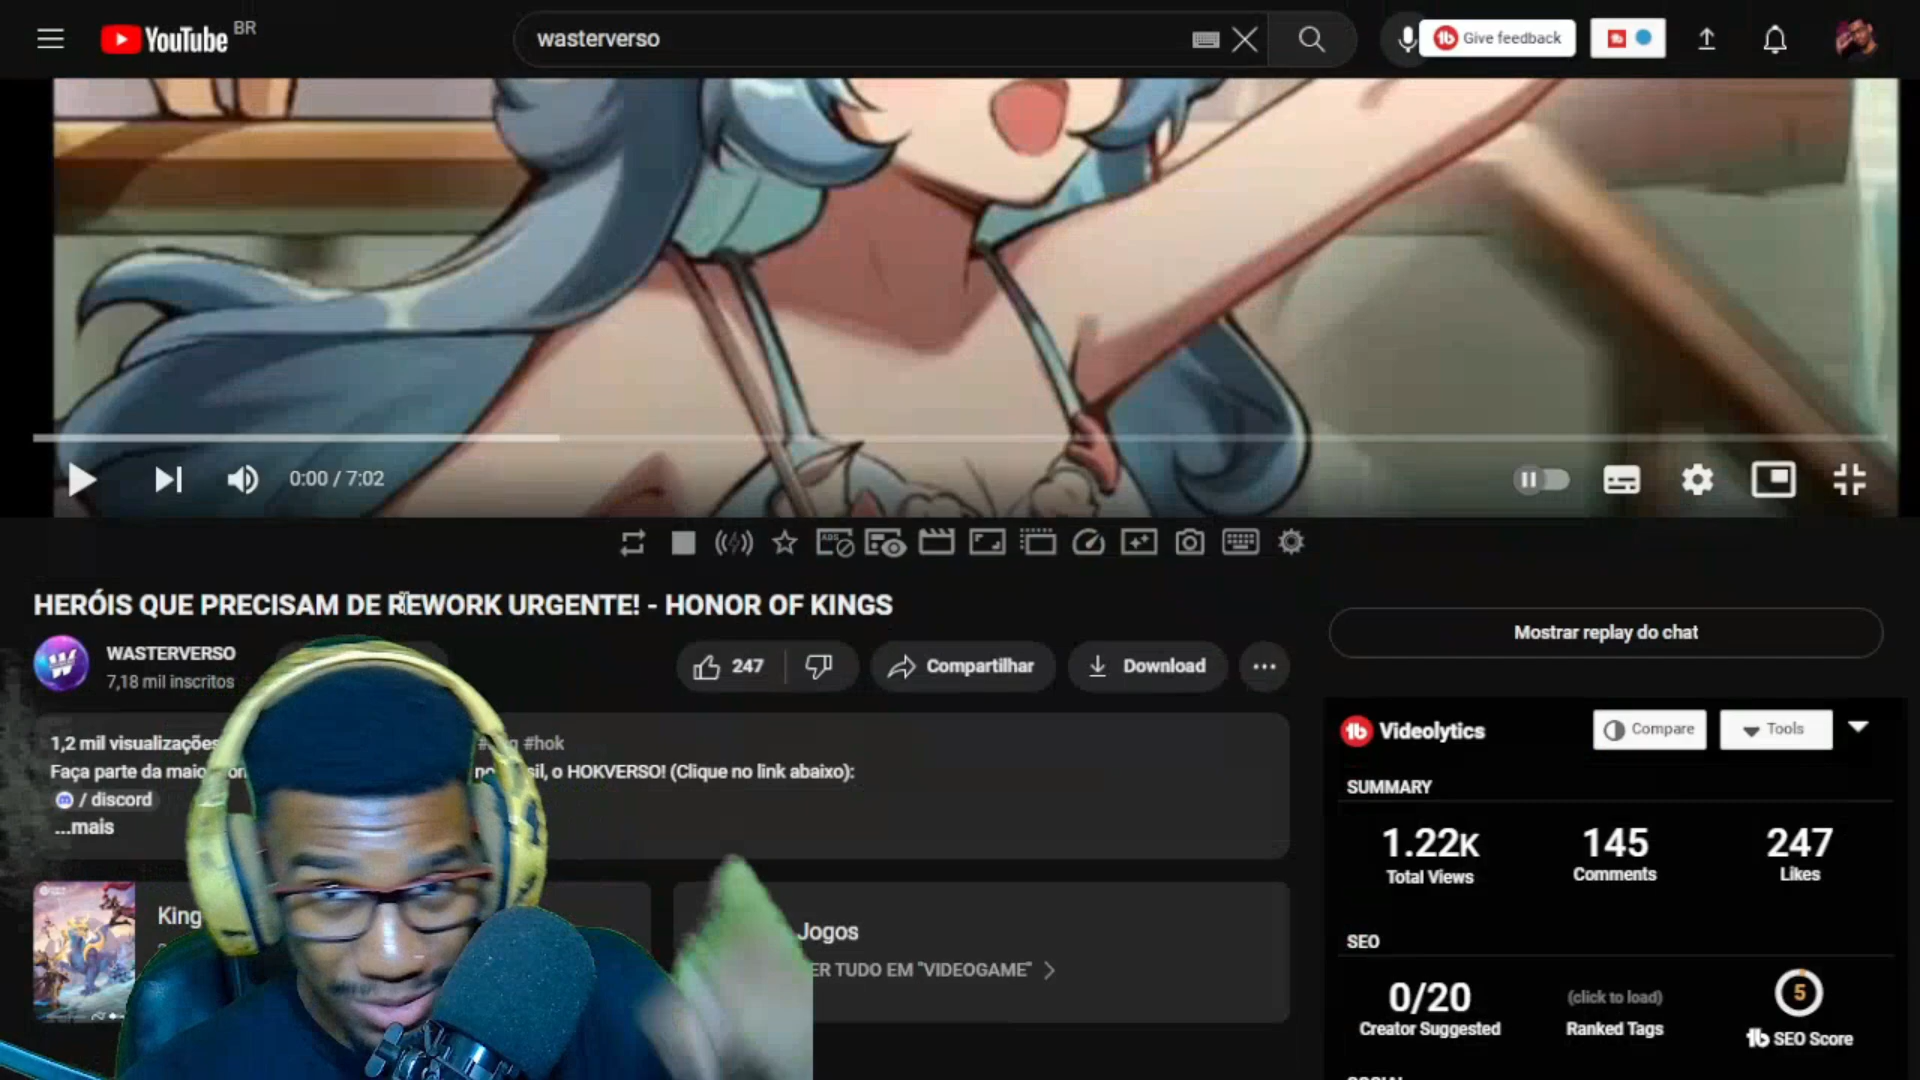 YouTube BR
wasterverso
Give feedback
0:00 / 7:02
HERÓIS QUE PRECISAM DE REWORK URGENTE! - HONOR OF KINGS
WASTERVERSO
7,18 mil inscritos
247
Compartilhar
Download
1,2 mil visualizações
#hok
Faça parte da
sil, o HOKVERSO! (Clique no link abaixo):
/ discord
...mais
King
Jogos
ER TUDO EM "VIDEOGAME"
Mostrar replay do chat
Videolytics
Compare
Tools
SUMMARY
1.22K
Total Views
145
Comments
247
Likes
SEO
0/20
Creator Suggested
(click to load)
Ranked Tags
5
SEO Score